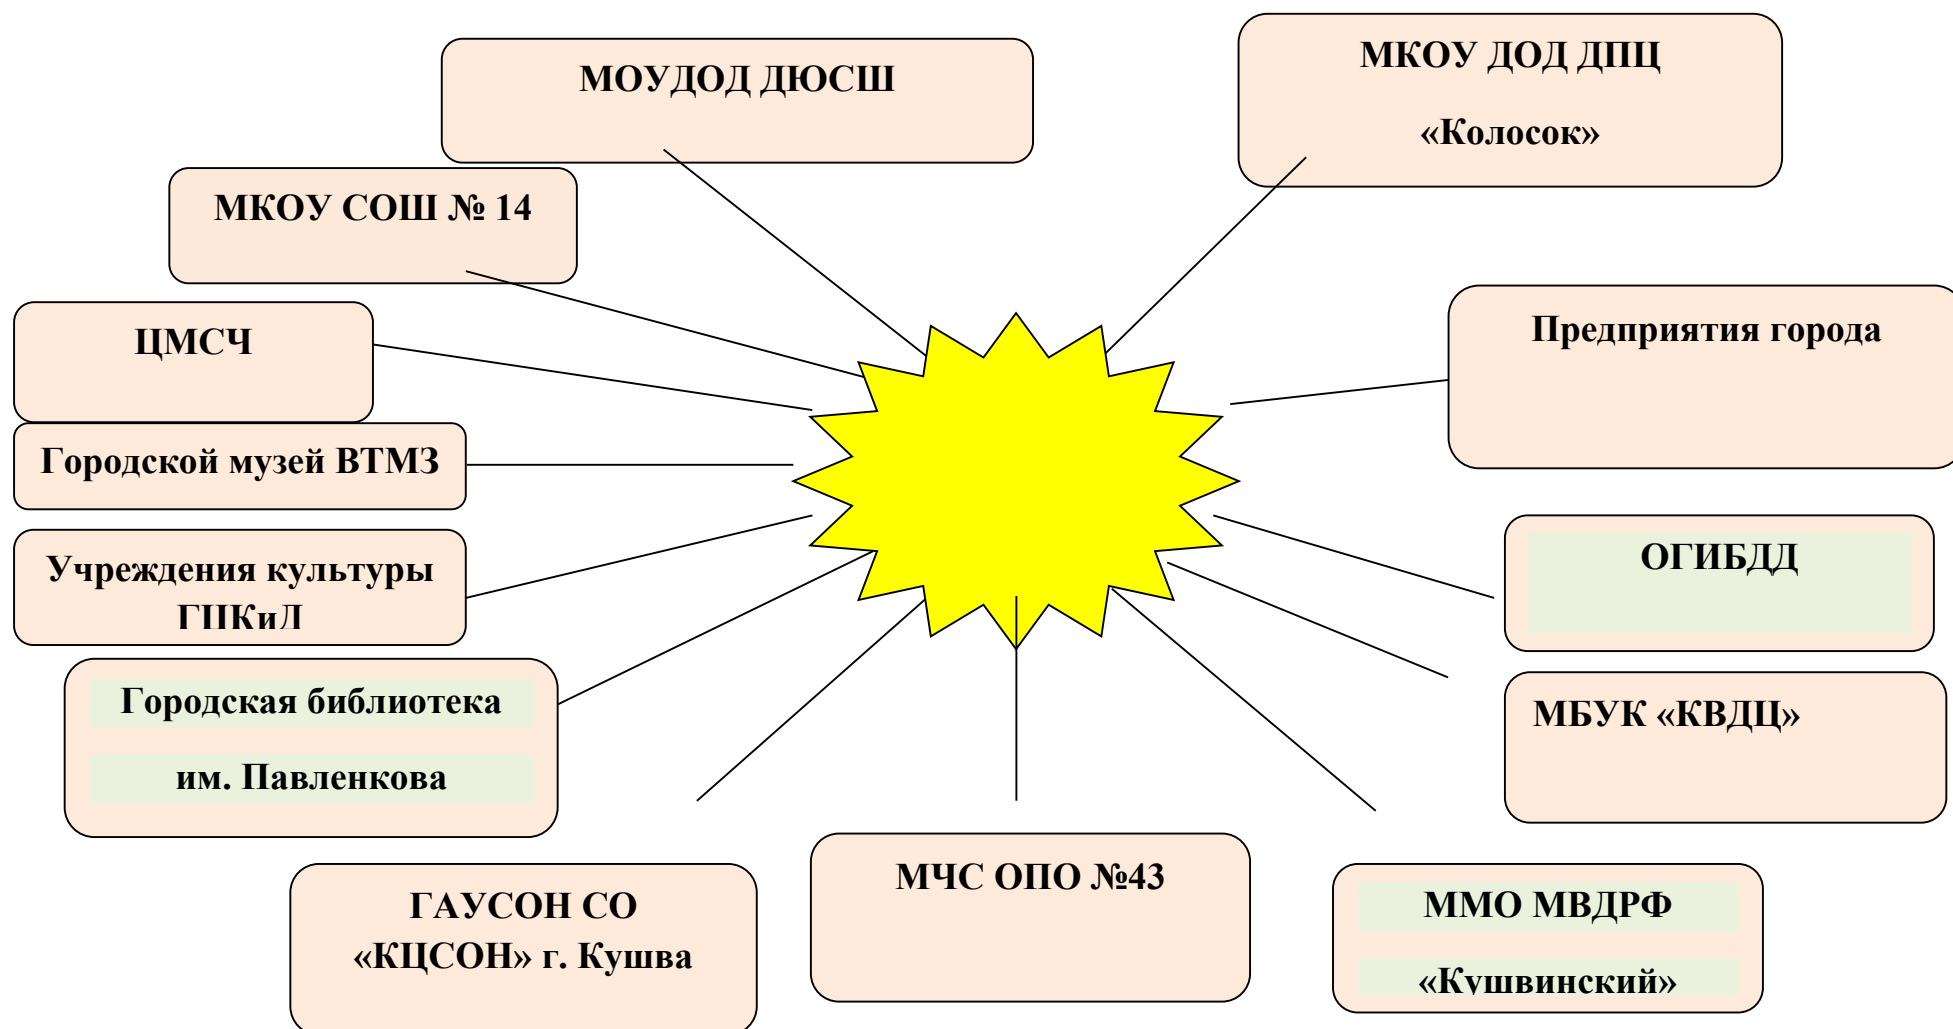 МОУДОД ДЮСШ
МКОУ ДОД ДПЦ
«Колосок»
МКОУ СОШ № 14
ЦМСЧ
Предприятия города
Городской музей ВТМЗ
Учреждения культуры
ГПКиД
ОГИБДД
Городская библиотека
им. Павленкова
МБУК «КВДЦ»
ГАУСОН СО
«КЦСОН» г. Кушва
МЧС ОПО №43
ММО МВДРФ
«Кушвинский»